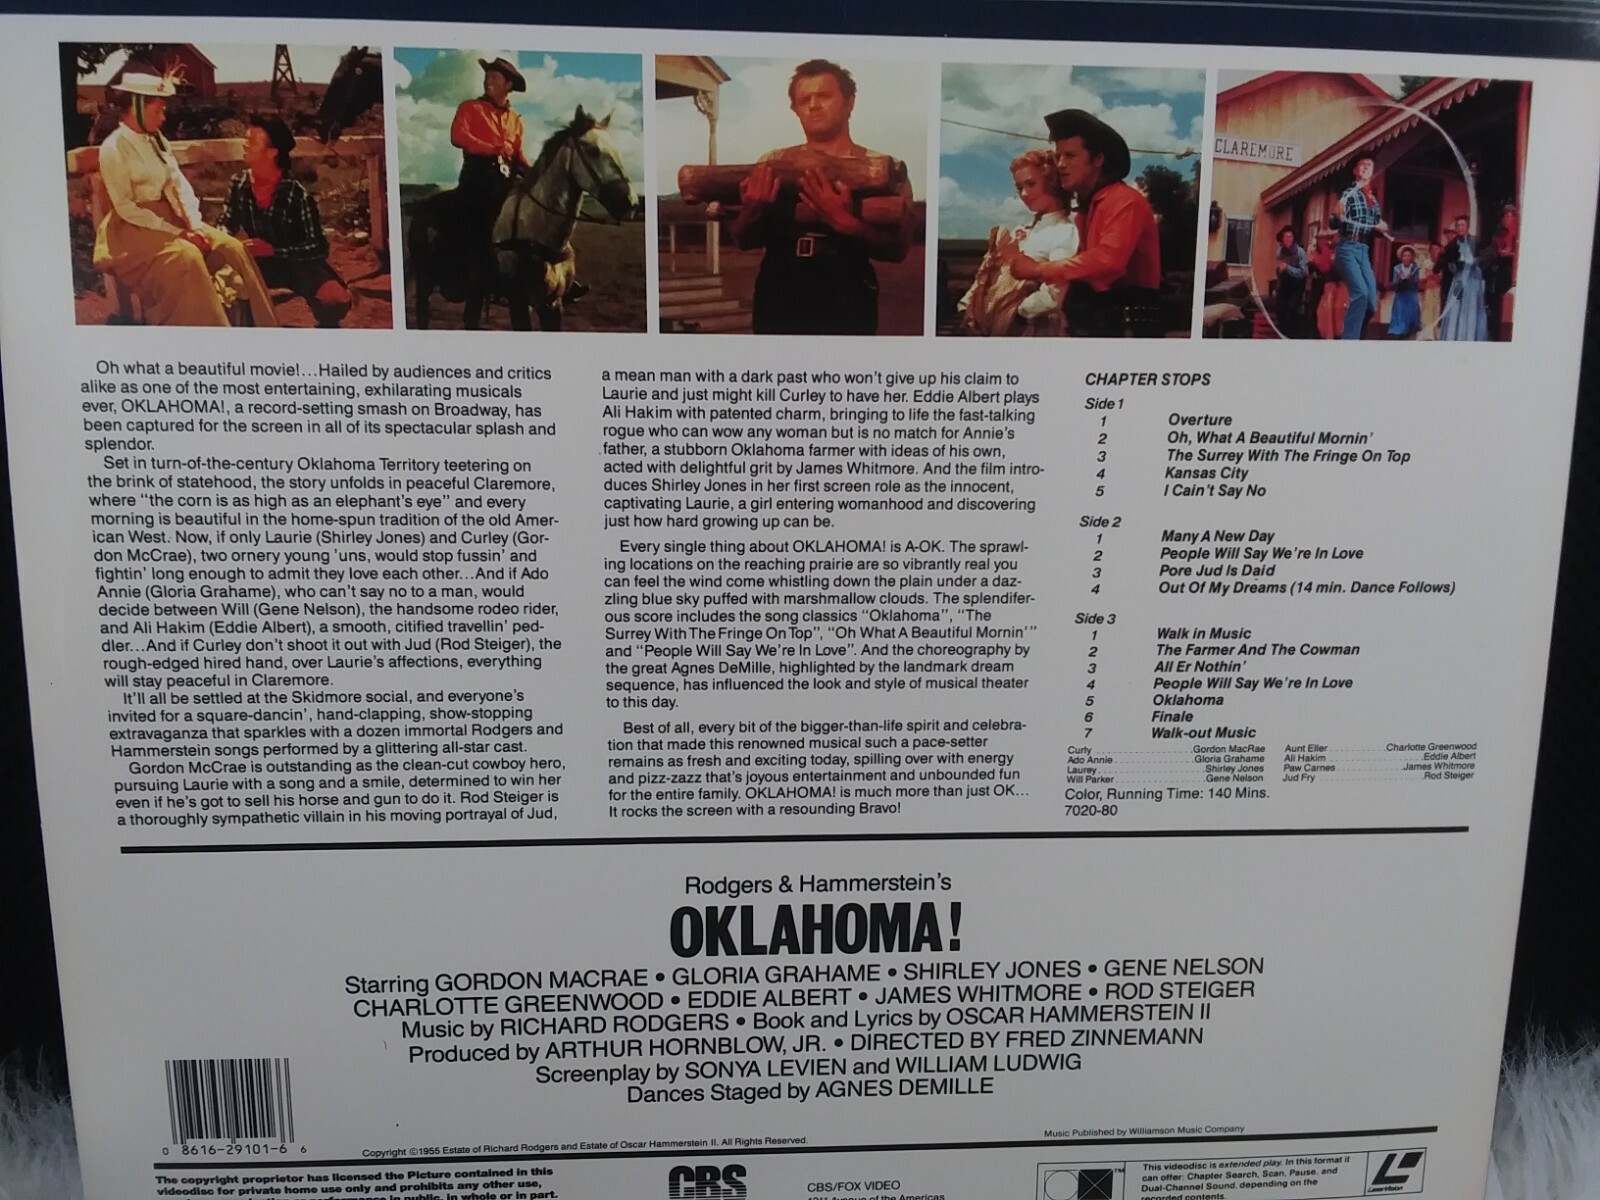 CLAREMORE
Oh what a beautiful movie!...Hailed by audiences and critics
alike as one of the most entertaining, exhilarating musicals
ever, OKLAHOMA!, a record-setting smash on Broadway, has
been captured for the screen in all of its spectacular splash and
splendor.
Set in turn-of-the-century Oklahoma Territory teetering on
the brink of statehood, the story unfolds in peaceful Claremore,
where "the corn is as high as an elephant's eye" and every
morning is beautiful in the home-spun tradition of the old Amer-
ican West. Now, if only Laurie (Shirley Jones) and Curley (Gor-
don McCrae), two ornery young 'uns, would stop fussin' and
fightin' long enough to admit they love each other...And if Ado
Annie (Gloria Grahame), who can't say no to a man, would
decide between Will (Gene Nelson), the handsome rodeo rider,
and Ali Hakim (Eddie Albert), a smooth, citified travellin' ped-
dler...And if Curley don't shoot it out with Jud (Rod Steiger), the
rough-edged hired hand, over Laurie's affections, everything
will stay peaceful in Claremore.
It'll all be settled at the Skidmore social, and everyone's
invited for a square-dancin', hand-clapping, show-stopping
extravaganza that sparkles with a dozen immortal Rodgers and
Hammerstein songs performed by a glittering all-star cast.
Gordon McCrae is outstanding as the clean-cut cowboy hero,
pursuing Laurie with a song and a smile, determined to win her
even if he's got to sell his horse and gun to do it. Rod Steiger is
a thoroughly sympathetic villain in his moving portrayal of Jud,
a mean man with a dark past who won't give up his claim to
Laurie and just might kill Curley to have her. Eddie Albert plays
Ali Hakim with patented charm, bringing to life the fast-talking
rogue who can wow any woman but is no match for Annie's
father, a stubborn Oklahoma farmer with ideas of his own,
acted with delightful grit by James Whitmore. And the film intro-
duces Shirley Jones in her first screen role as the innocent,
captivating Laurie, a girl entering womanhood and discovering
just how hard growing up can be.
Every single thing about OKLAHOMA! is A-OK. The sprawl-
ing locations on the reaching prairie are so vibrantly real you
can feel the wind come whistling down the plain under a daz-
zling blue sky puffed with marshmallow clouds. The splendifer-
ous score includes the song classics "Oklahoma", "The
Surrey With The Fringe On Top", "Oh What A Beautiful Mornin'"
and "People Will Say We're In Love". And the choreography by
the great Agnes DeMille, highlighted by the landmark dream
sequence, has influenced the look and style of musical theater
to this day.
Best of all, every bit of the bigger-than-life spirit and celebra-
tion that made this renowned musical such a pace-setter
remains as fresh and exciting today, spilling over with energy
and pizz-zazz that's joyous entertainment and unbounded fun
for the entire family. OKLAHOMA! is much more than just OK...
It rocks the screen with a resounding Bravo!
CHAPTER STOPS
Side 1
1 Overture
2 Oh, What A Beautiful Mornin'
3 The Surrey With The Fringe On Top
4 Kansas City
5 I Cain't Say No
Side 2
1 Many A New Day
2 People Will Say We're In Love
3 Pore Jud Is Daid
4 Out Of My Dreams (14 min. Dance Follows)
Side 3
1 Walk in Music
2 The Farmer And The Cowman
3 All Er Nothin'
4 People Will Say We're In Love
5 Oklahoma
6 Finale
7 Walk-out Music
Curly Gordon MacRae Aunt Eller Charlotte Greenwood
Ado Annie Gloria Grahame Ali Hakim Eddie Albert
Laurey Shirley Jones Paw Carnes James Whitmore
Will Parker Gene Nelson Jud Fry Rod Steiger
Color, Running Time: 140 Mins.
7020-80
Rodgers & Hammerstein's
OKLAHOMA!
Starring GORDON MACRAE • GLORIA GRAHAME • SHIRLEY JONES • GENE NELSON
CHARLOTTE GREENWOOD • EDDIE ALBERT • JAMES WHITMORE • ROD STEIGER
Music by RICHARD RODGERS • Book and Lyrics by OSCAR HAMMERSTEIN II
Produced by ARTHUR HORNBLOW, JR. • DIRECTED BY FRED ZINNEMANN
Screenplay by SONYA LEVIEN and WILLIAM LUDWIG
Dances Staged by AGNES DEMILLE
0 8616-29101-6 6
Copyright ©1955 Estate of Richard Rodgers and Estate of Oscar Hammerstein II. All Rights Reserved.
Music Published by Williamson Music Company
The copyright proprietor has licensed the Picture contained in this
videodisc for private home use only and prohibits any other use,
in public, in whole or in part.
CBS
CBS/FOX VIDEO
Avenue of the Americas
TM
This videodisc is extended play. In this format it
can offer: Chapter Search, Scan, Pause, and
Dual-Channel Sound, depending on the
recorded contents.
LaserVision